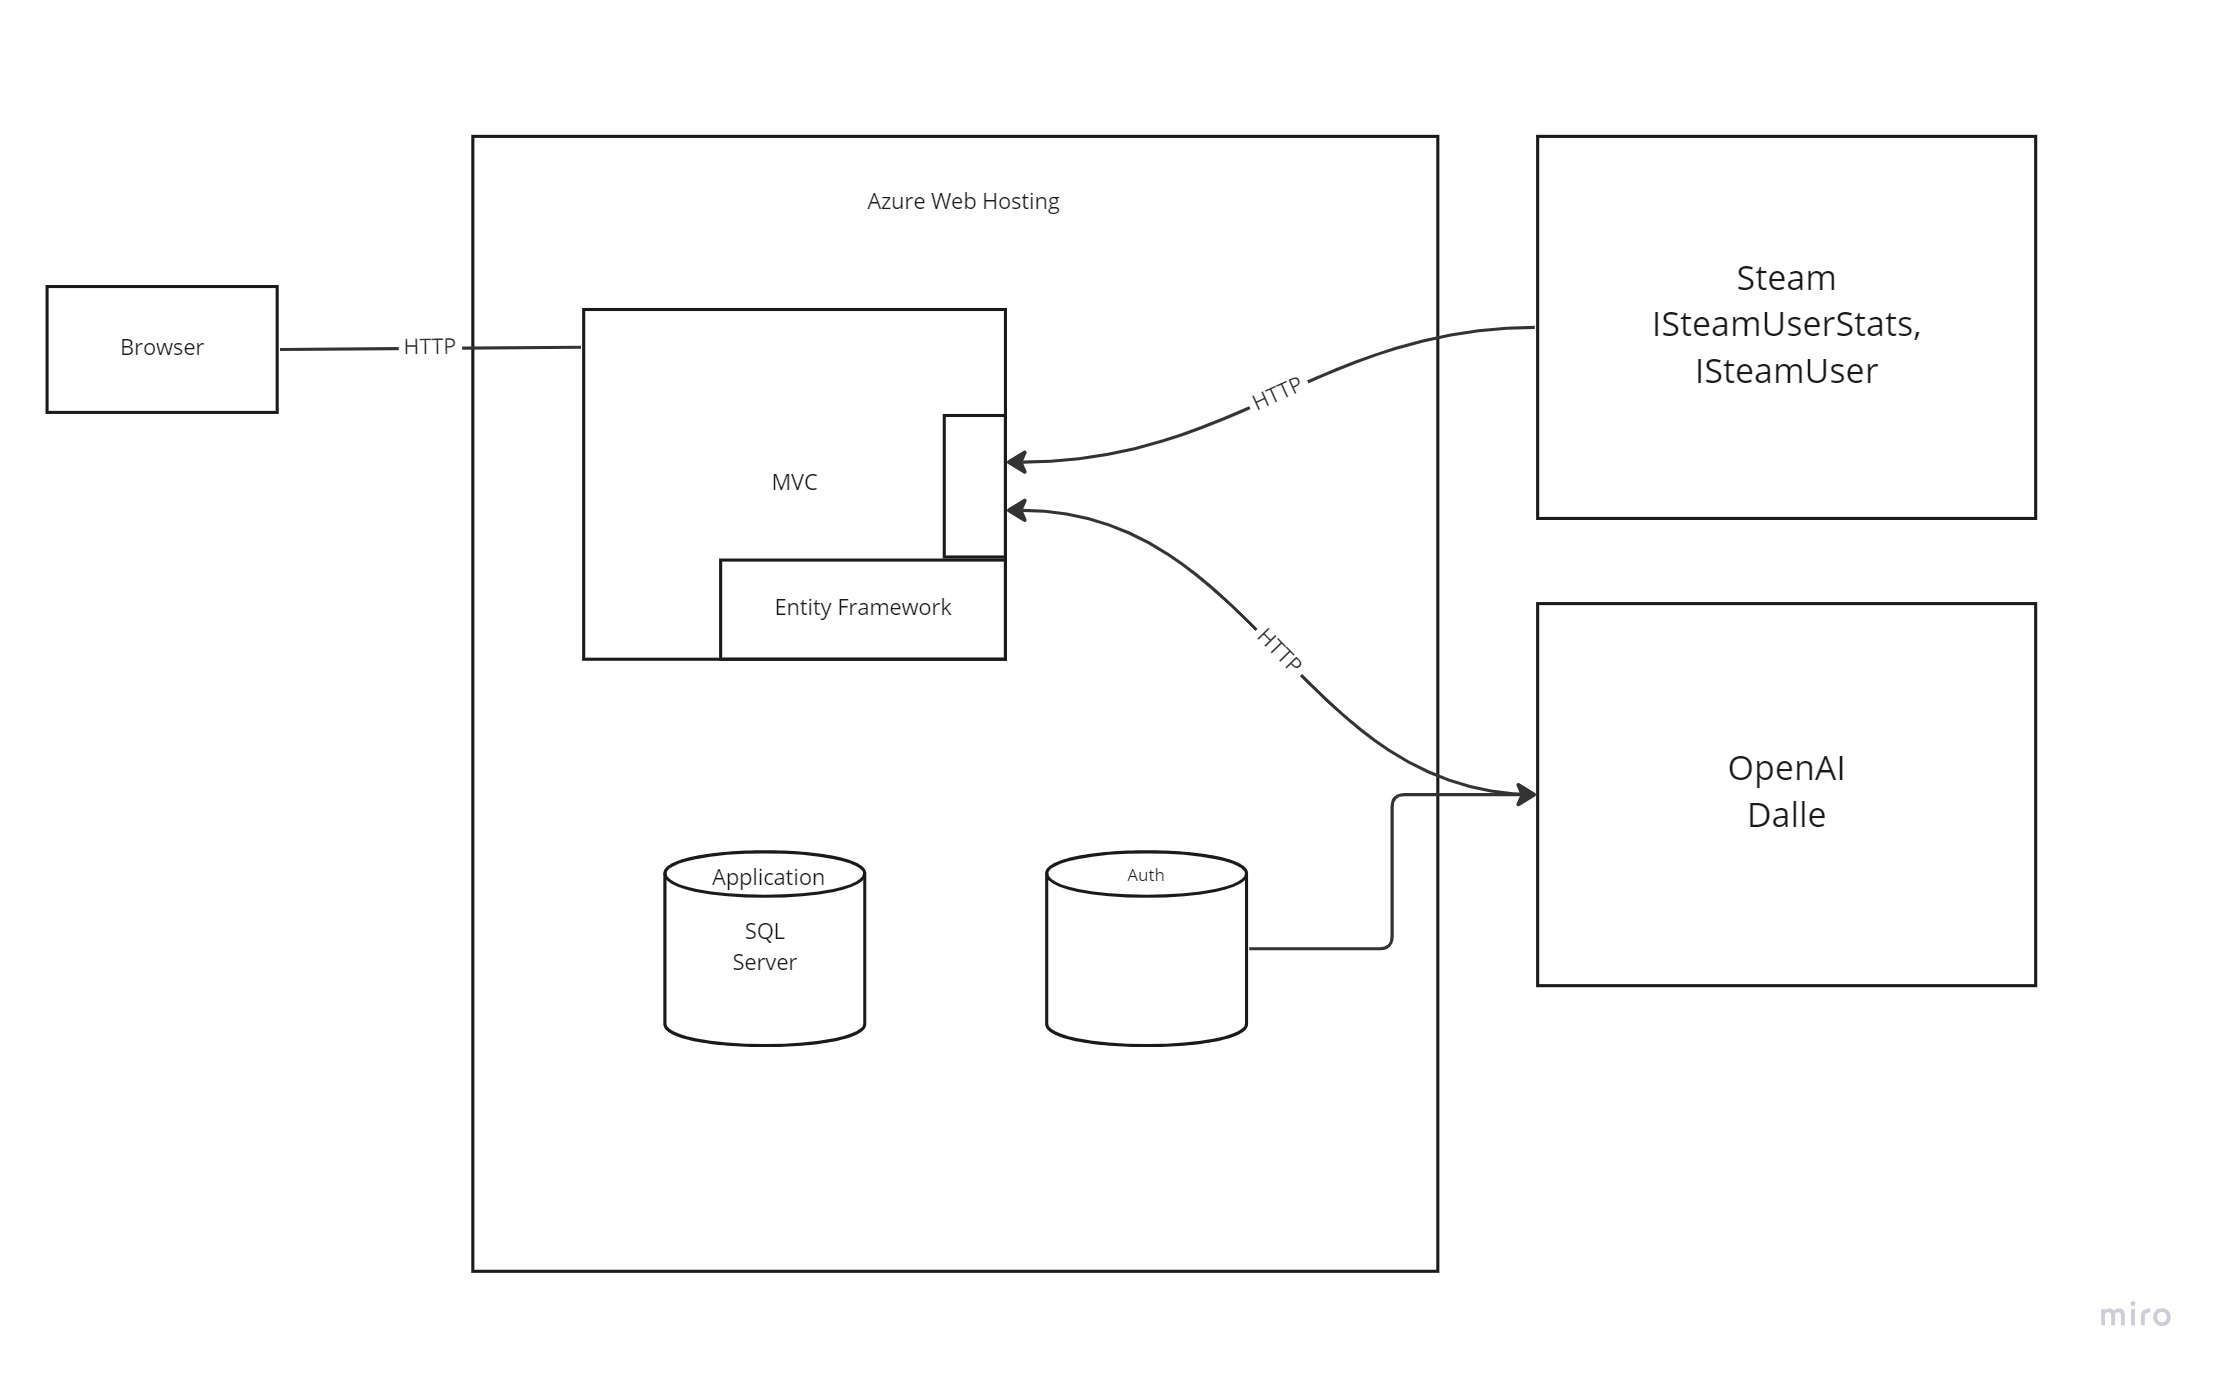 Azure Web Hosting
Browser
HTTP
MVC
Entity Framework
HTTP
HTTP
Steam
ISteamUserStats,
ISteamUser
OpenAI
Dalle
Application
SQL
Server
Auth
miro